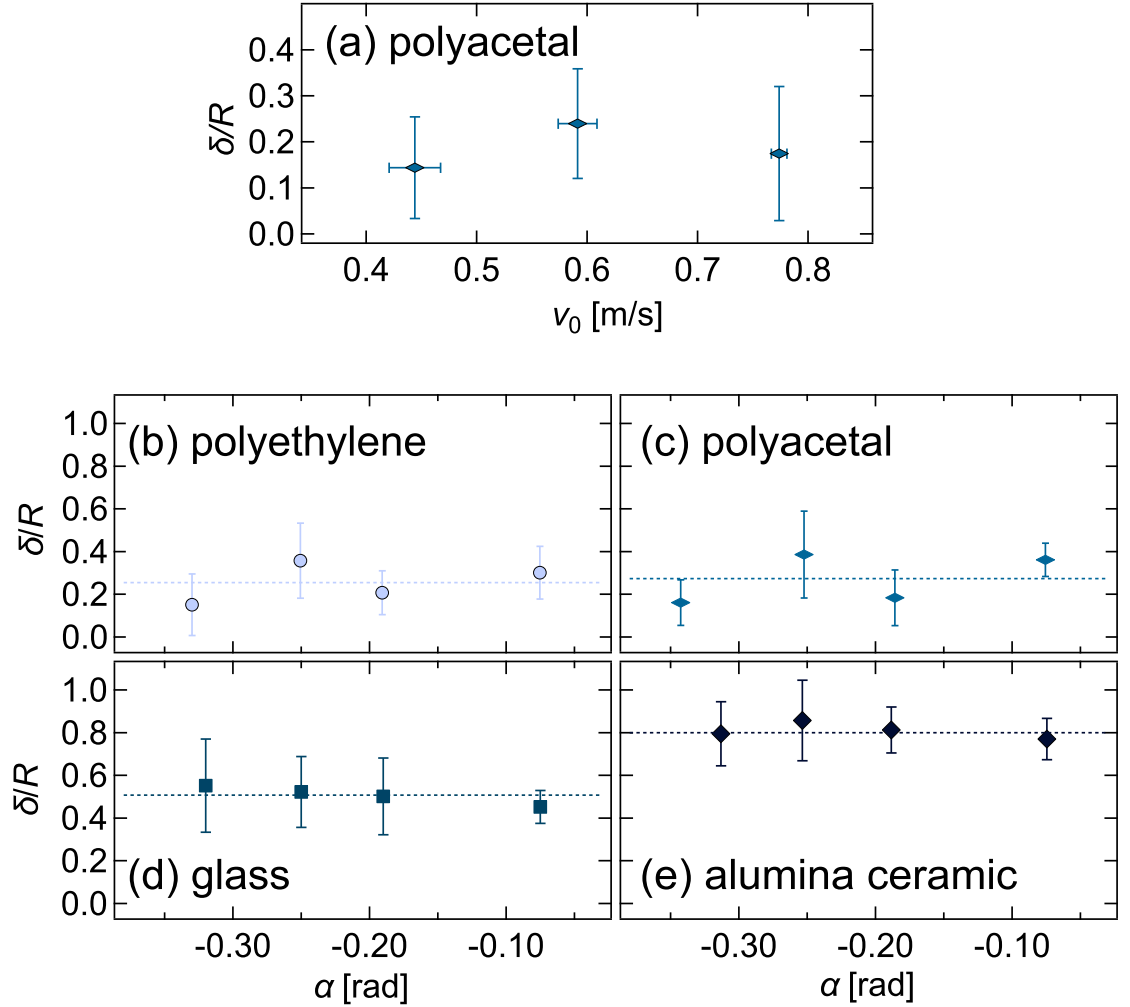 (a) polyacetal
0.4
0.3
0.2
0.1
0.0
δ/R
0.4 0.5 0.6 0.7 0.8
v0 [m/s]
(b) polyethylene
1.0
0.8
0.6
0.4
0.2
0.0
δ/R
(c) polyacetal
(d) glass
1.0
0.8
0.6
0.4
0.2
0.0
δ/R
-0.30 -0.20 -0.10
α [rad]
(e) alumina ceramic
-0.30 -0.20 -0.10
α [rad]